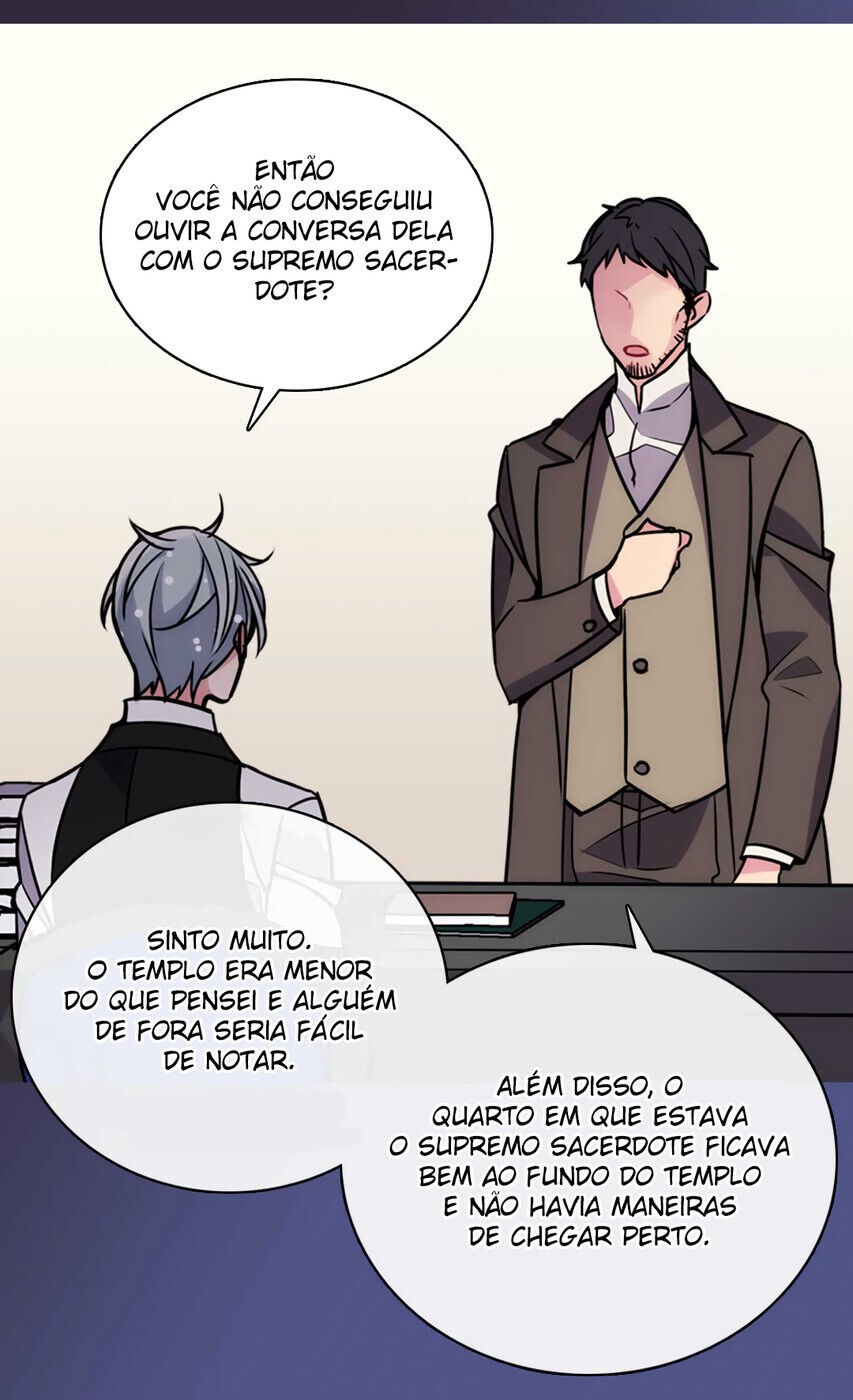 ENTÃO
VOCÊ NÃO CONSEGUIU
OUVIR A CONVERSA DELA
COM O SUPREMO SACER-
DOTE?
SINTO MUITO.
O TEMPLO ERA MENOR
DO QUE PENSEI E ALGUÉM
DE FORA SERIA FÁCIL
DE NOTAR.
ALÉM DISSO, O
QUARTO EM QUE ESTAVA
O SUPREMO SACERDOTE FICAVA
BEM AO FUNDO DO TEMPLO
E NÃO HAVIA MANEIRAS
DE CHEGAR PERTO.